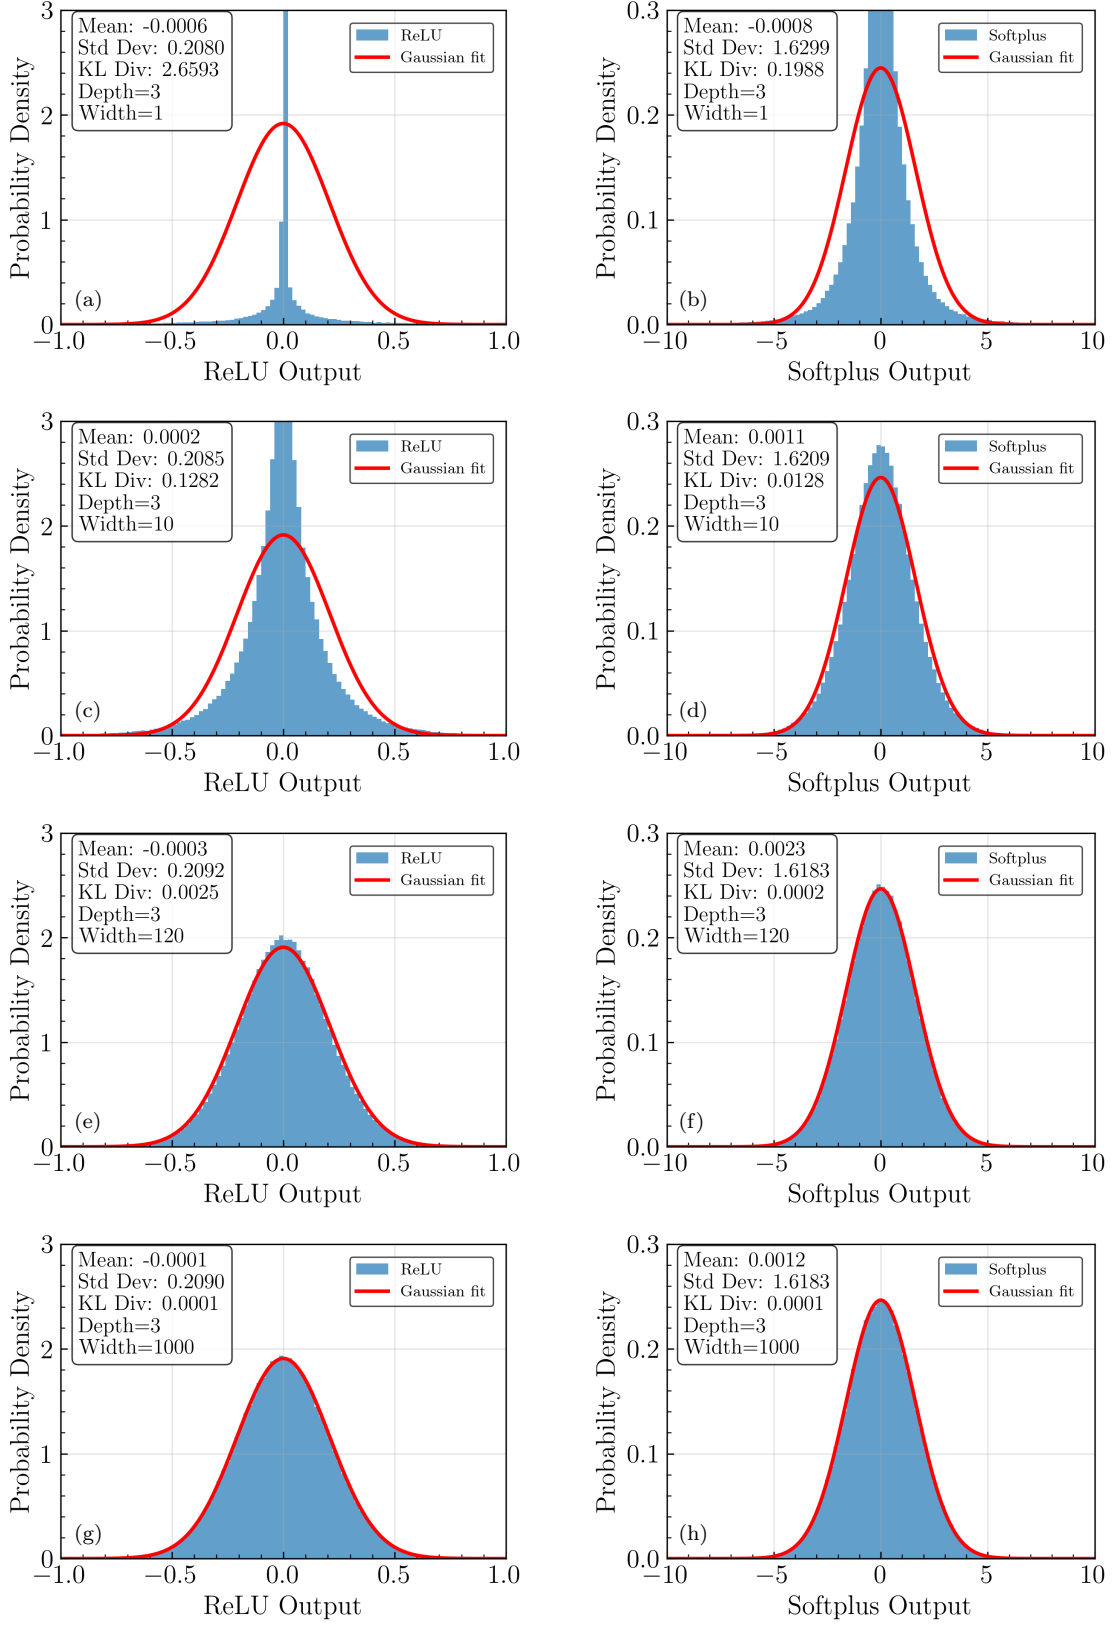 Mean: -0.0006
Std Dev: 0.2080
KL Div: 2.6593
Depth=3
Width=1
ReLU
Gaussian fit
Probability Density
3
2
1
0
(a)
−1.0 −0.5 0.0 0.5 1.0
ReLU Output
Mean: -0.0008
Std Dev: 1.6299
KL Div: 0.1988
Depth=3
Width=1
Softplus
Gaussian fit
Probability Density
0.3
0.2
0.1
0.0
(b)
−10 −5 0 5 10
Softplus Output
Mean: 0.0002
Std Dev: 0.2085
KL Div: 0.1282
Depth=3
Width=10
ReLU
Gaussian fit
Probability Density
3
2
1
0
(c)
−1.0 −0.5 0.0 0.5 1.0
ReLU Output
Mean: 0.0011
Std Dev: 1.6209
KL Div: 0.0128
Depth=3
Width=10
Softplus
Gaussian fit
Probability Density
0.3
0.2
0.1
0.0
(d)
−10 −5 0 5 10
Softplus Output
Mean: -0.0003
Std Dev: 0.2092
KL Div: 0.0025
Depth=3
Width=120
ReLU
Gaussian fit
Probability Density
3
2
1
0
(e)
−1.0 −0.5 0.0 0.5 1.0
ReLU Output
Mean: 0.0023
Std Dev: 1.6183
KL Div: 0.0002
Depth=3
Width=120
Softplus
Gaussian fit
Probability Density
0.3
0.2
0.1
0.0
(f)
−10 −5 0 5 10
Softplus Output
Mean: -0.0001
Std Dev: 0.2090
KL Div: 0.0001
Depth=3
Width=1000
ReLU
Gaussian fit
Probability Density
3
2
1
0
(g)
−1.0 −0.5 0.0 0.5 1.0
ReLU Output
Mean: 0.0012
Std Dev: 1.6183
KL Div: 0.0001
Depth=3
Width=1000
Softplus
Gaussian fit
Probability Density
0.3
0.2
0.1
0.0
(h)
−10 −5 0 5 10
Softplus Output